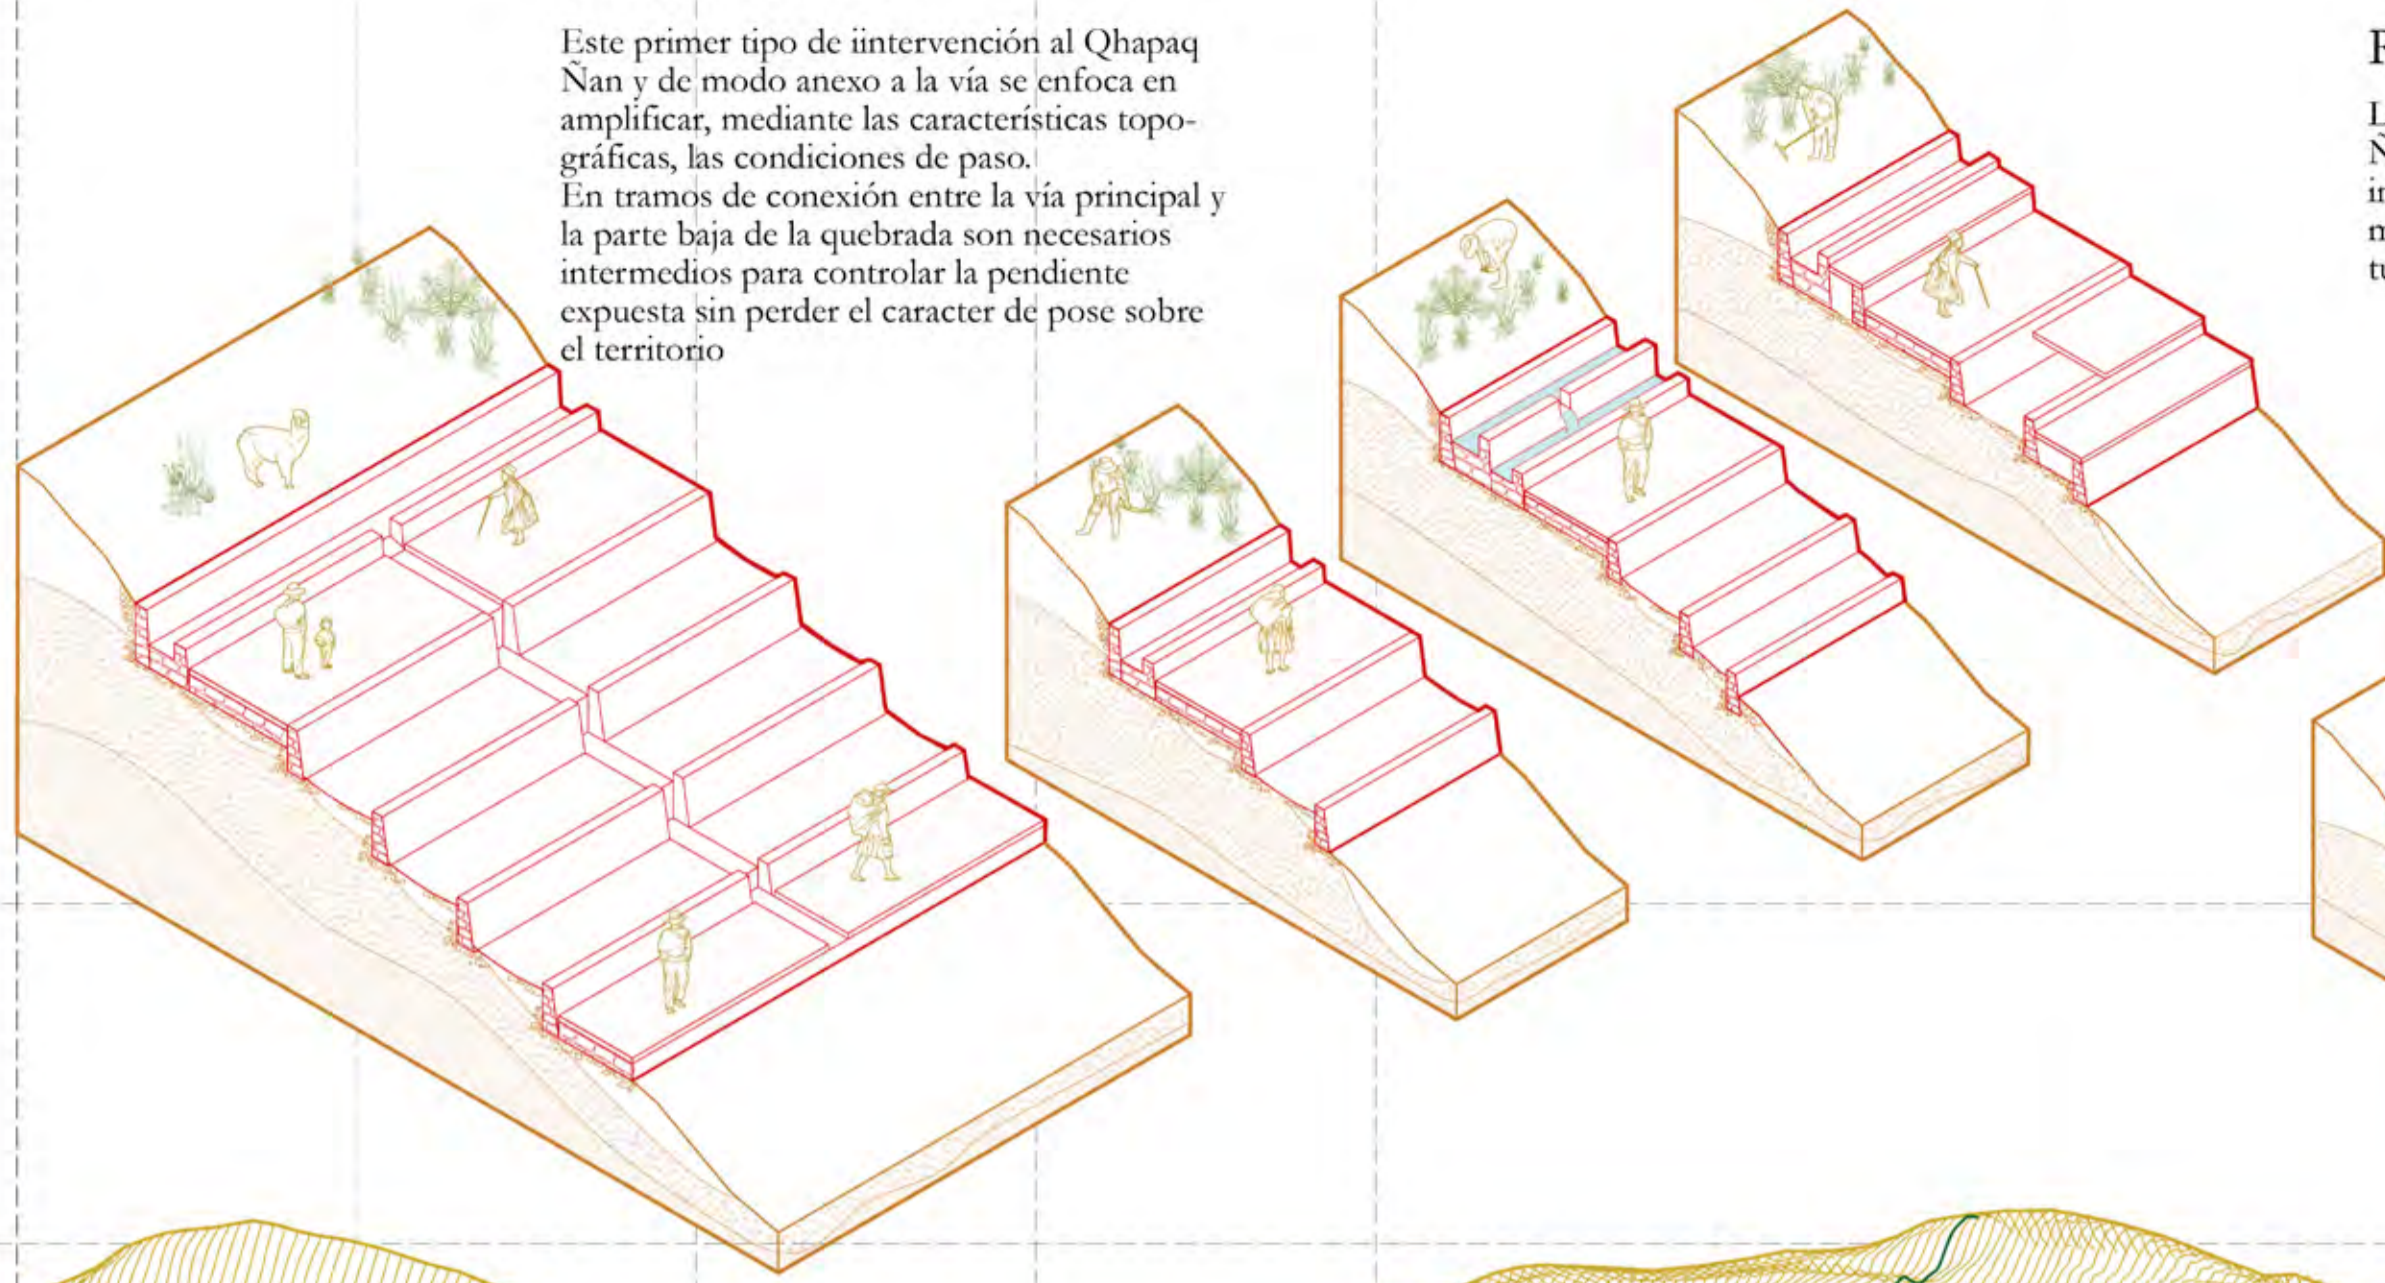 Este primer tipo de iintervención al Qhapaq
Ñan y de modo anexo a la vía se enfoca en
amplificar, mediante las características topo-
gráficas, las condiciones de paso.
En tramos de conexión entre la vía principal y
la parte baja de la quebrada son necesarios
intermedios para controlar la pendiente
expuesta sin perder el caracter de pose sobre
el territorio